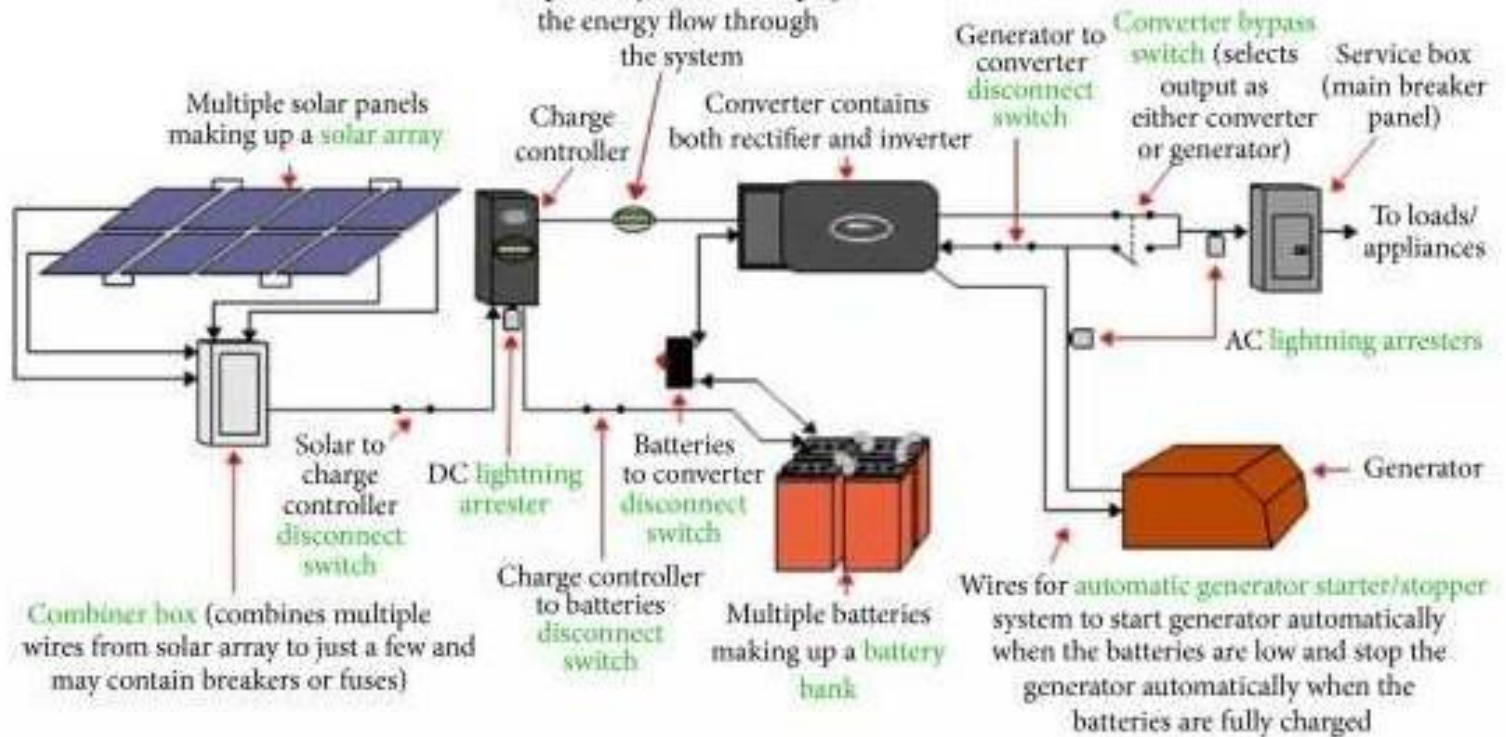 the energy flow through
the system
Multiple solar panels
making up a solar array
Charge
controller
Converter contains
both rectifier and inverter
Generator to
converter
disconnect
switch
Converter bypass
switch (selects
output as
either converter
or generator)
Service box
(main breaker
panel)
To loads/
appliances
AC lightning arresters
Solar to
charge
controller
disconnect
switch
DC lightning
arrester
Batteries
to converter
disconnect
switch
Generator
Combiner box (combines multiple
wires from solar array to just a few and
may contain breakers or fuses)
Charge controller
to batteries
disconnect
switch
Multiple batteries
making up a battery
bank
Wires for automatic generator starter/stopper
system to start generator automatically
when the batteries are low and stop the
generator automatically when the
batteries are fully charged